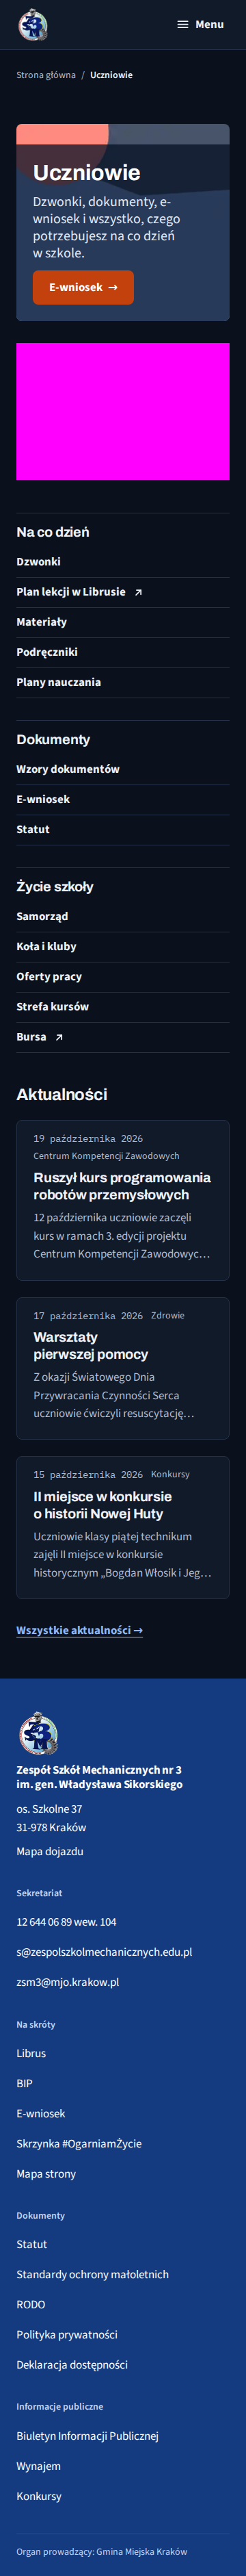 Menu
Strona główna / Uczniowie
Uczniowie
Dzwonki, dokumenty, e-
wniosek i wszystko, czego
potrzebujesz na co dzień
w szkole.
E-wniosek →
Na co dzień
Dzwonki
Plan lekcji w Librusie ↗
Materiały
Podręczniki
Plany nauczania
Dokumenty
Wzory dokumentów
E-wniosek
Statut
Życie szkoły
Samorząd
Koła i kluby
Oferty pracy
Strefa kursów
Bursa ↗
Aktualności
19 października 2026
Centrum Kompetencji Zawodowych
Ruszył kurs programowania
robotów przemysłowych
12 października uczniowie zaczęli
kurs w ramach 3. edycji projektu
Centrum Kompetencji Zawodowyc…
17 października 2026 Zdrowie
Warsztaty
pierwszej pomocy
Z okazji Światowego Dnia
Przywracania Czynności Serca
uczniowie ćwiczyli resuscytację…
15 października 2026 Konkursy
II miejsce w konkursie
o historii Nowej Huty
Uczniowie klasy piątej technikum
zajęli II miejsce w konkursie
historycznym „Bogdan Włosik i Jeg…
Wszystkie aktualności →
Zespół Szkół Mechanicznych nr 3
im. gen. Władysława Sikorskiego
os. Szkolne 37
31-978 Kraków
Mapa dojazdu
Sekretariat
12 644 06 89 wew. 104
s@zespolszkolmechanicznych.edu.pl
zsm3@mjo.krakow.pl
Na skróty
Librus
BIP
E-wniosek
Skrzynka #OgarniamŻycie
Mapa strony
Dokumenty
Statut
Standardy ochrony małoletnich
RODO
Polityka prywatności
Deklaracja dostępności
Informacje publiczne
Biuletyn Informacji Publicznej
Wynajem
Konkursy
Organ prowadzący: Gmina Miejska Kraków